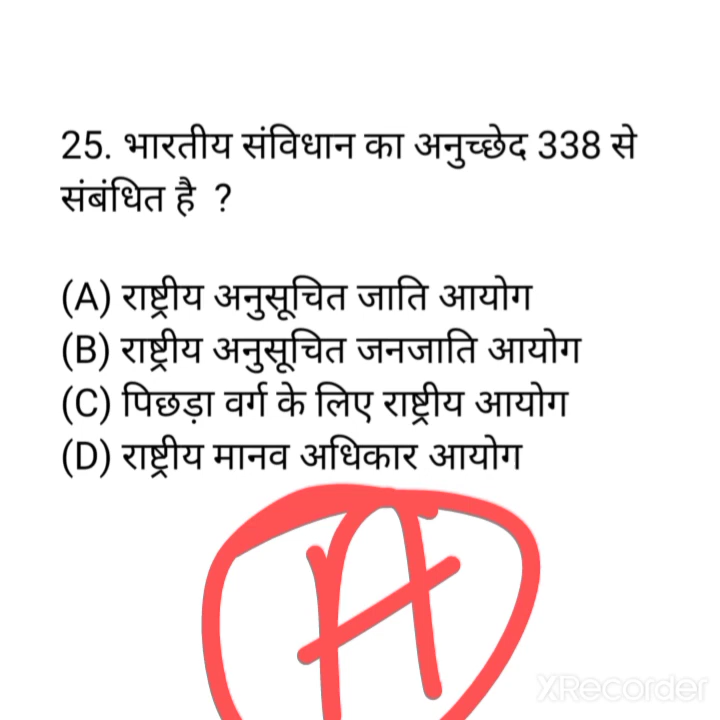 25. भारतीय संविधान का अनुच्छेद 338 से
संबंधित है ?
(A) राष्ट्रीय अनुसूचित जाति आयोग
(B) राष्ट्रीय अनुसूचित जनजाति आयोग
(C) पिछड़ा वर्ग के लिए राष्ट्रीय आयोग
(D) राष्ट्रीय मानव अधिकार आयोग
A
XRecorder